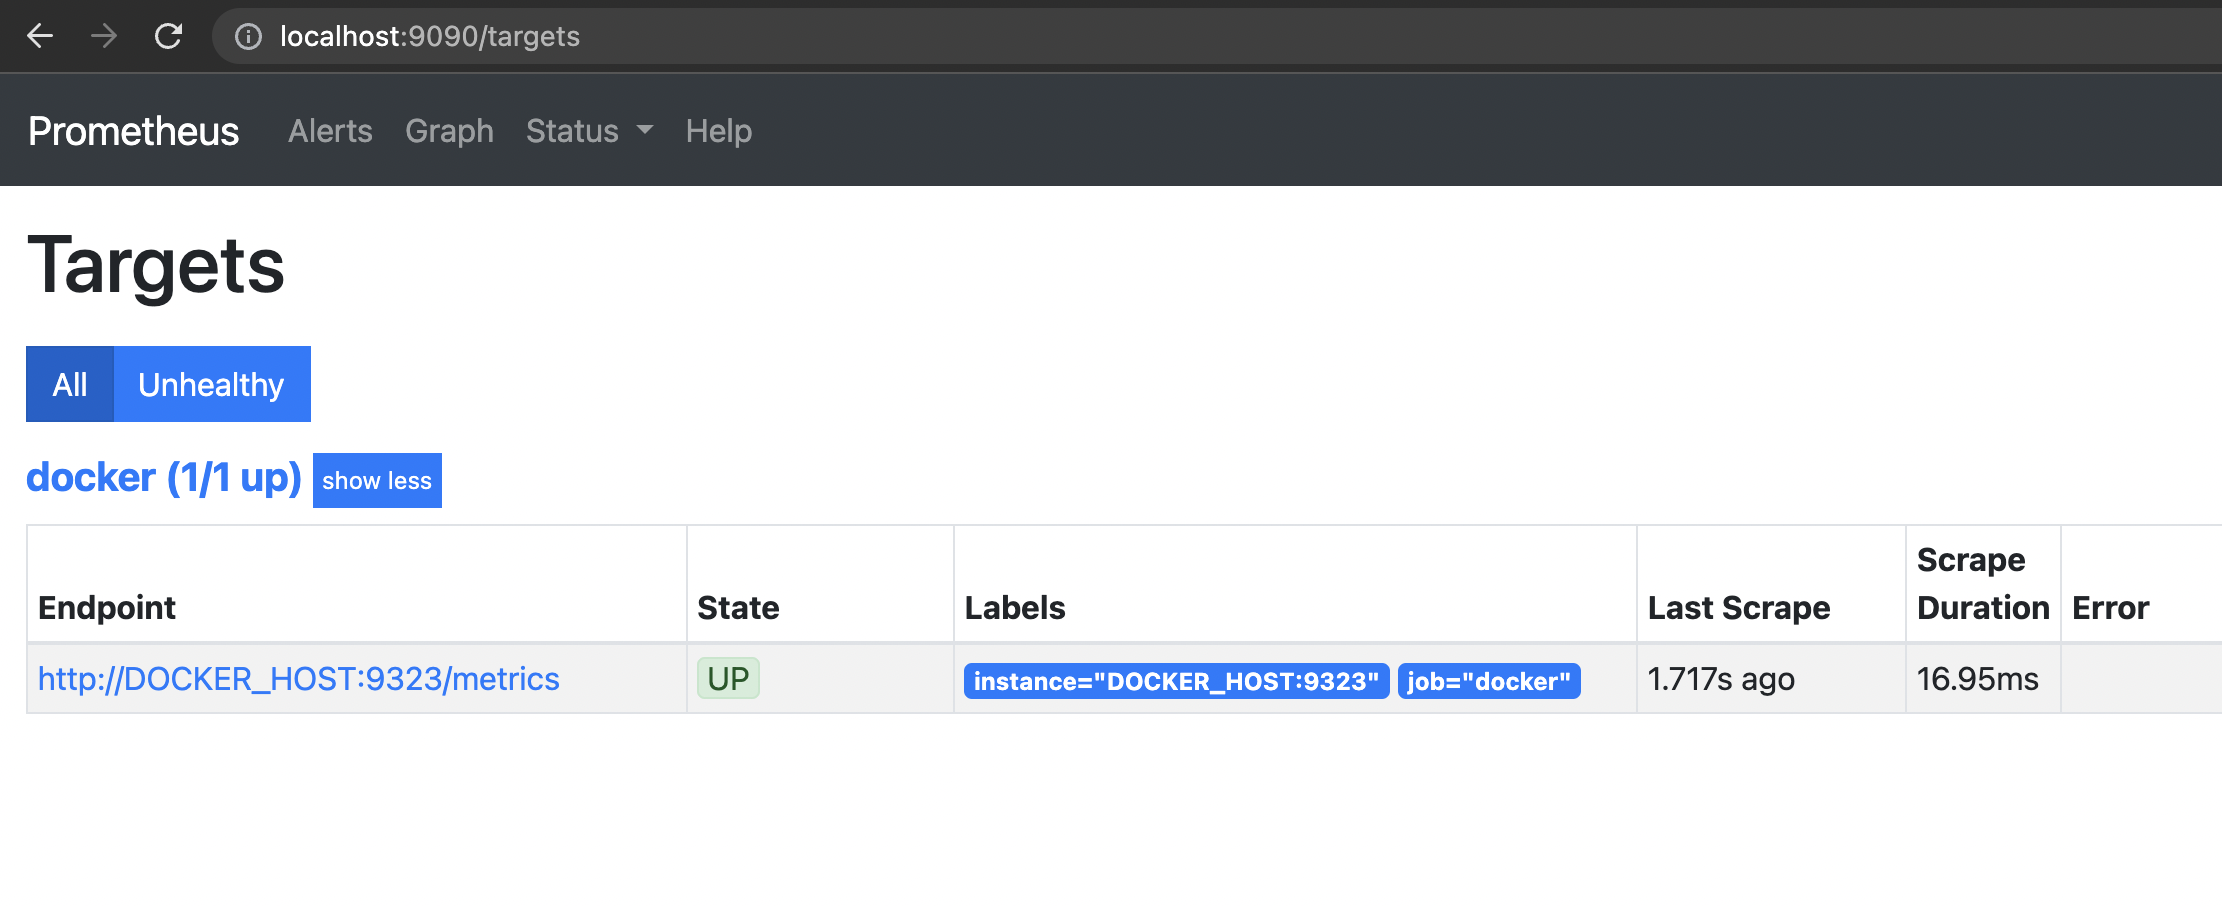 localhost:9090/targets
Prometheus Alerts Graph Status Help
Targets
All Unhealthy
docker (1/1 up) show less
Endpoint State Labels Last Scrape Scrape Duration Error
http://DOCKER_HOST:9323/metrics UP instance="DOCKER_HOST:9323" job="docker" 1.717s ago 16.95ms